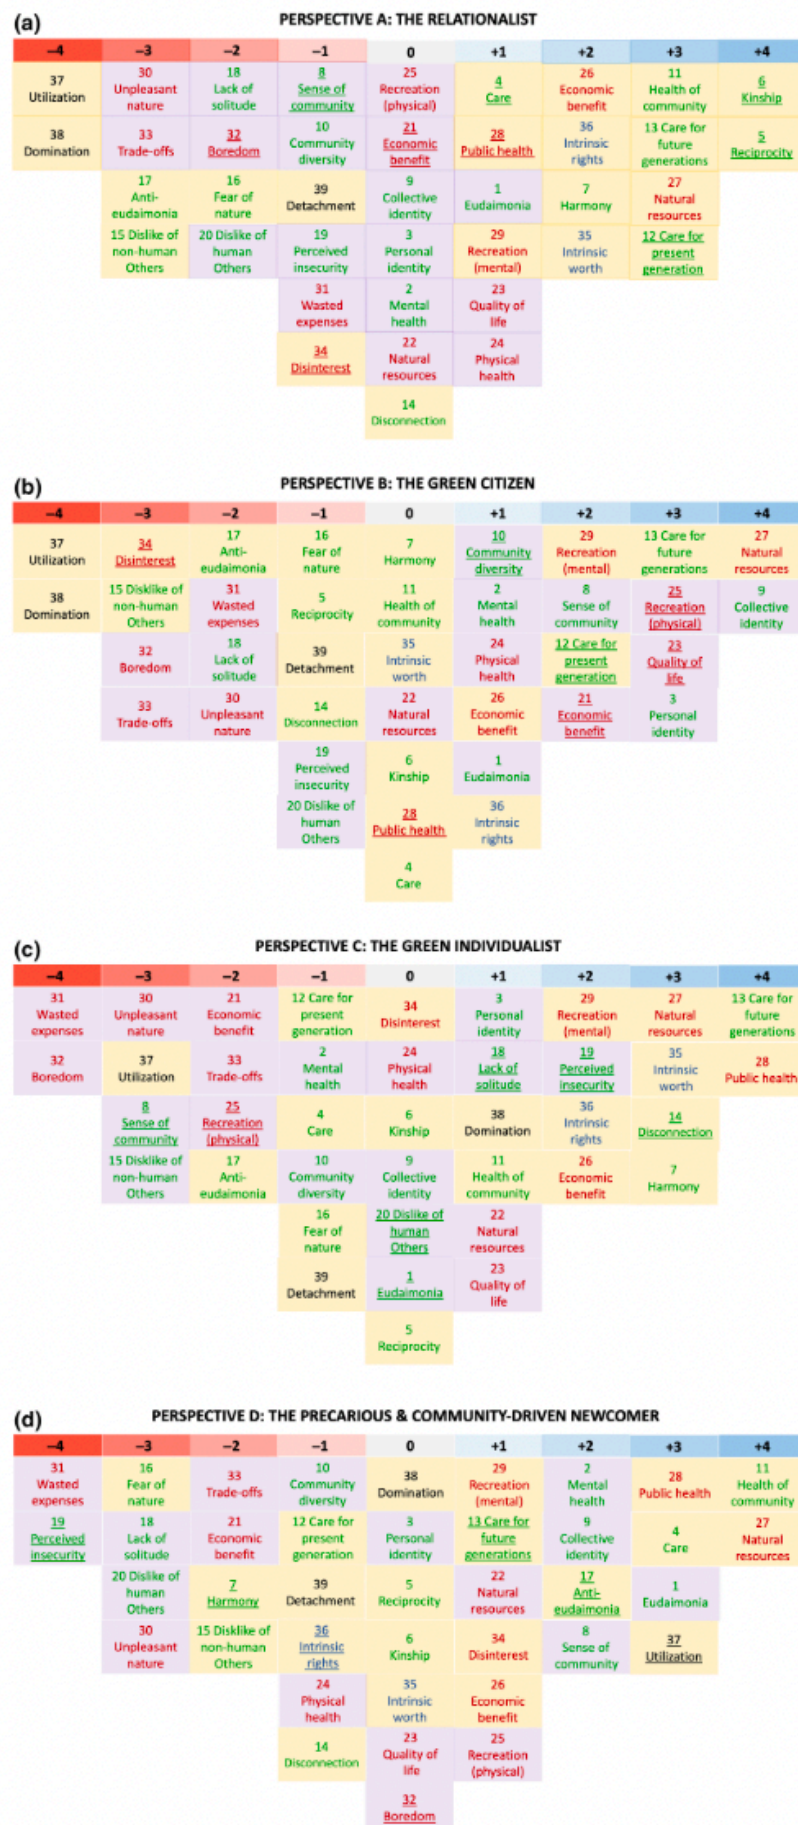 (a)
PERSPECTIVE A: THE RELATIONALIST
−4 −3 −2 −1 0 +1 +2 +3 +4
37 30 18 8 25 4 26 11 6
Utilization Unpleasant nature Lack of solitude Sense of community Recreation (physical) Care Economic benefit Health of community Kinship
38 33 32 10 21 28 36 13 Care for 5
Domination Trade-offs Boredom Community diversity Economic benefit Public health Intrinsic rights future generations Reciprocity
17 16 39 9 1 7 27
Anti-eudaimonia Fear of nature Detachment Collective identity Eudaimonia Harmony Natural resources
15 Dislike of 20 Dislike of 19 3 29 35 12 Care for
non-human Others human Others Perceived insecurity Personal identity Recreation (mental) Intrinsic worth present generation
31 2 23
Wasted expenses Mental health Quality of life
34 22 24
Disinterest Natural resources Physical health
14
Disconnection
(b)
PERSPECTIVE B: THE GREEN CITIZEN
−4 −3 −2 −1 0 +1 +2 +3 +4
37 34 17 16 7 10 29 13 Care for 27
Utilization Disinterest Anti-eudaimonia Fear of nature Harmony Community diversity Recreation (mental) future generations Natural resources
38 15 Disklike of 31 5 11 2 8 25 9
Domination non-human Others Wasted expenses Reciprocity Health of community Mental health Sense of community Recreation (physical) Collective identity
32 18 39 35 24 12 Care for 23
Boredom Lack of solitude Detachment Intrinsic worth Physical health present generation Quality of life
33 30 14 22 26 21 3
Trade-offs Unpleasant nature Disconnection Natural resources Economic benefit Economic benefit Personal identity
19 6 1
Perceived insecurity Kinship Eudaimonia
20 Dislike of 28 36
human Others Public health Intrinsic rights
4
Care
(c)
PERSPECTIVE C: THE GREEN INDIVIDUALIST
−4 −3 −2 −1 0 +1 +2 +3 +4
31 30 21 12 Care for 34 3 29 27 13 Care for
Wasted expenses Unpleasant nature Economic benefit present generation Disinterest Personal identity Recreation (mental) Natural resources future generations
32 37 33 2 24 18 19 35 28
Boredom Utilization Trade-offs Mental health Physical health Lack of solitude Perceived insecurity Intrinsic worth Public health
8 25 4 6 38 36 14
Sense of community Recreation (physical) Care Kinship Domination Intrinsic rights Disconnection
15 Disklike of 17 10 9 11 26 7
non-human Others Anti-eudaimonia Community diversity Collective identity Health of community Economic benefit Harmony
16 20 Dislike of 22
Fear of nature human Others Natural resources
39 1 23
Detachment Eudaimonia Quality of life
5
Reciprocity
(d)
PERSPECTIVE D: THE PRECARIOUS & COMMUNITY-DRIVEN NEWCOMER
−4 −3 −2 −1 0 +1 +2 +3 +4
31 16 33 10 38 29 2 28 11
Wasted expenses Fear of nature Trade-offs Community diversity Domination Recreation (mental) Mental health Public health Health of community
19 18 21 12 Care for 3 13 Care for 9 4 27
Perceived insecurity Lack of solitude Economic benefit present generation Personal identity future generations Collective identity Care Natural resources
20 Dislike of 7 39 5 22 17 1
human Others Harmony Detachment Reciprocity Natural resources Anti-eudaimonia Eudaimonia
30 15 Dislike of 36 6 34 8 37
Unpleasant nature non-human Others Intrinsic rights Kinship Disinterest Sense of community Utilization
24 35 26
Physical health Intrinsic worth Economic benefit
14 23 25
Disconnection Quality of life Recreation (physical)
32
Boredom